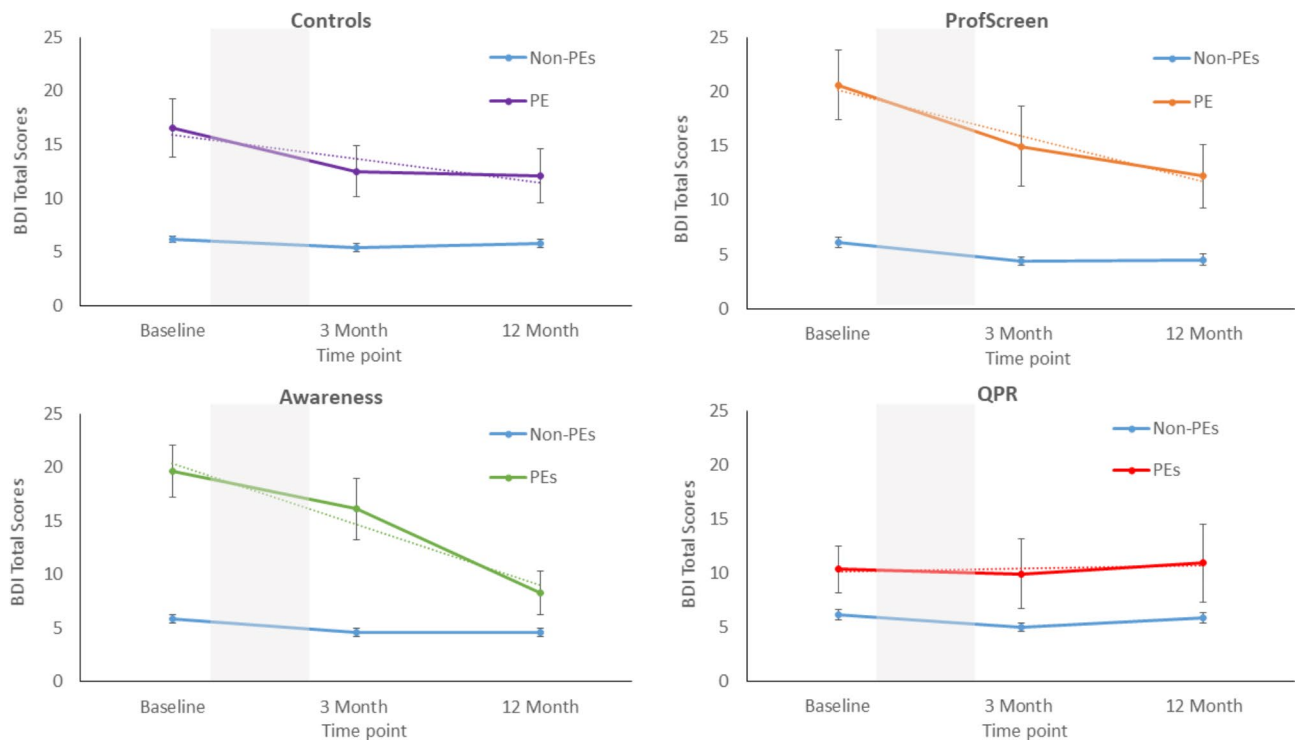 Controls
25
20
15
10
5
0
BDI Total Scores
Non-PEs
PE
Baseline
3 Month
12 Month
Time point
ProfScreen
25
20
15
10
5
0
BDI Total Scores
Non-PEs
PE
Baseline
3 Month
12 Month
Time point
Awareness
25
20
15
10
5
0
BDI Total Scores
Non-PEs
PEs
Baseline
3 Month
12 Month
Time point
QPR
25
20
15
10
5
0
BDI Total Scores
Non-PEs
PEs
Baseline
3 Month
12 Month
Time point